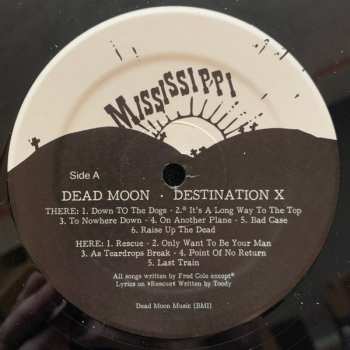 MISSISSIPPI
Side A
DEAD MOON · DESTINATION X
THERE: 1. Down TO The Dogs - 2.* It's A Long Way To The Top
3. To Nowhere Down - 4. On Another Plane - 5. Bad Case
6. Raise Up The Dead
HERE: 1. Rescue - 2. Only Want To Be Your Man
3. As Teardrops Break - 4. Point Of No Return
5. Last Train
All songs written by Fred Cole except*
Lyrics on *Rescue* Written by Toody
Dead Moon Music (BMI)